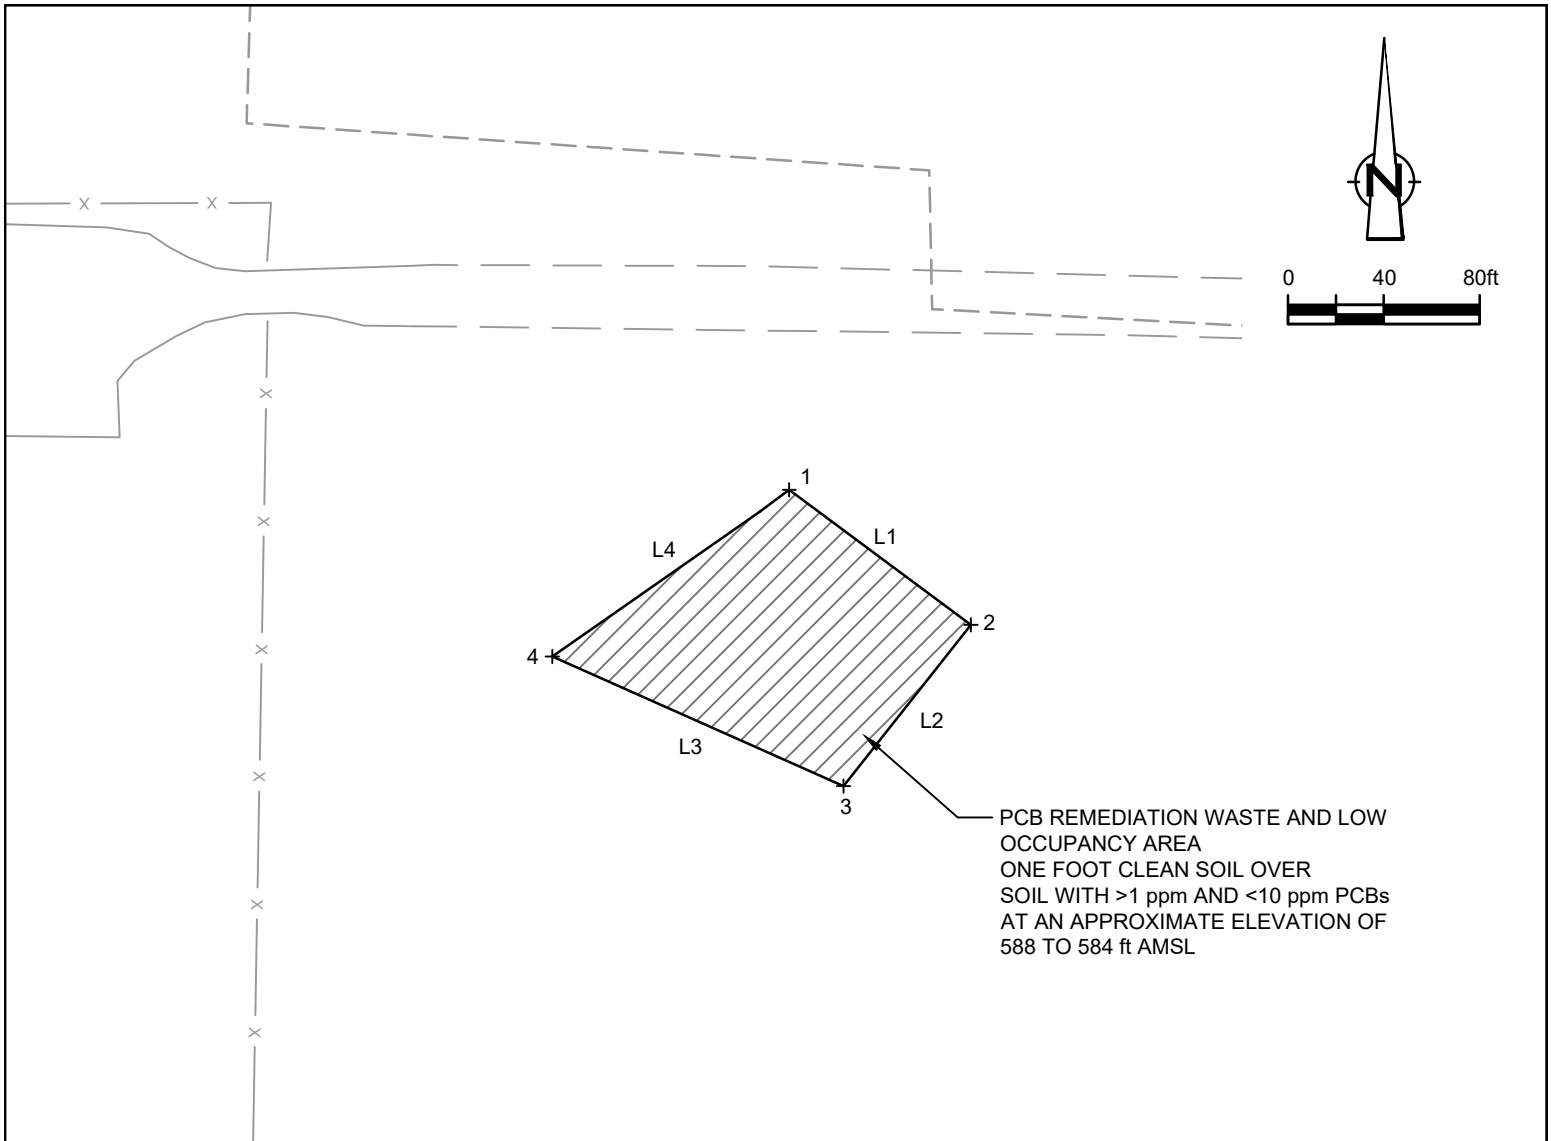 N
0 40 80ft
X X
X
X
X
X
X
X
1
L1
L4
2
4
L2
L3
3
PCB REMEDIATION WASTE AND LOW
OCCUPANCY AREA
ONE FOOT CLEAN SOIL OVER
SOIL WITH >1 ppm AND <10 ppm PCBs
AT AN APPROXIMATE ELEVATION OF
588 TO 584 ft AMSL